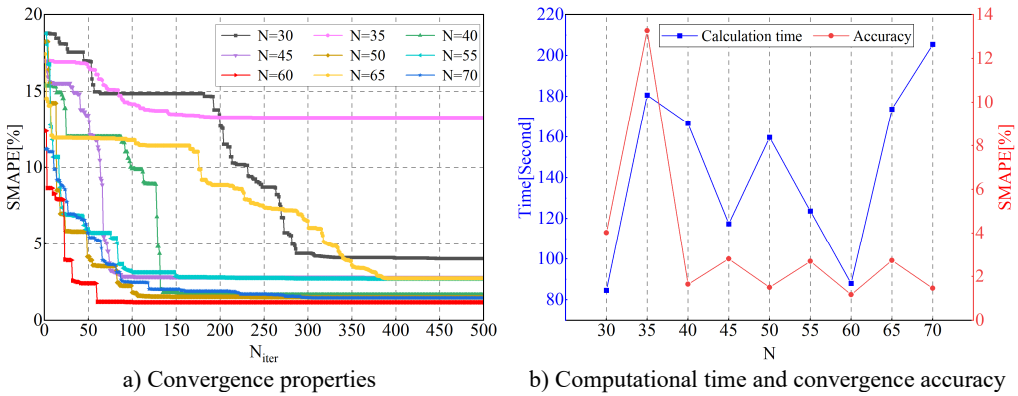 20
15
10
5
0
SMAPE[%]
N=30 N=35 N=40
N=45 N=50 N=55
N=60 N=65 N=70
0 50 100 150 200 250 300 350 400 450 500
N_iter
a) Convergence properties
220
200
180
160
140
120
100
80
Time[Second]
Calculation time Accuracy
14
12
10
8
6
4
2
0
SMAPE[%]
30 35 40 45 50 55 60 65 70
N
b) Computational time and convergence accuracy